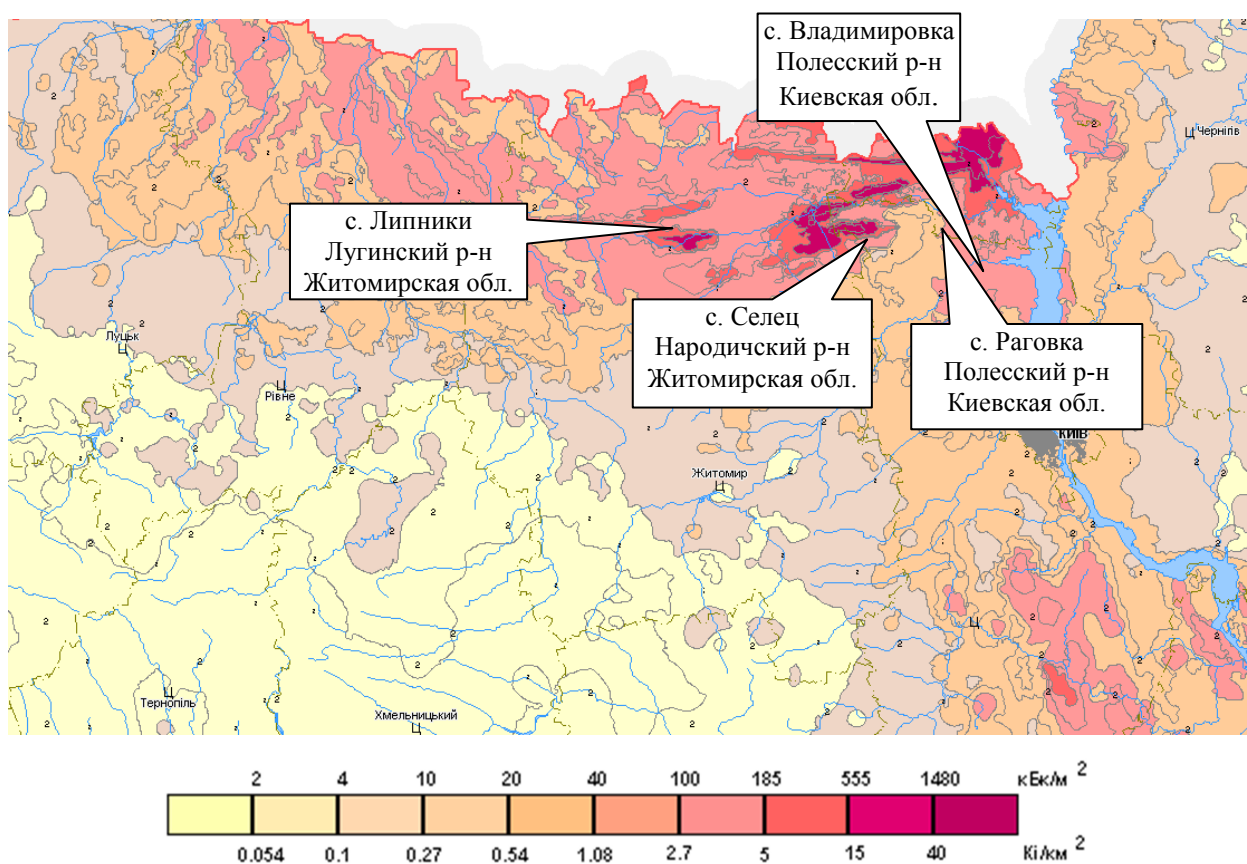 с. Владимировка
Полесский р-н
Киевская обл.
Чернігів
с. Липники
Лугинский р-н
Житомирская обл.
с. Селец
Народичский р-н
Житомирская обл.
с. Раговка
Полесский р-н
Киевская обл.
Луцьк
Рівне
КИЇВ
Житомир
Тернопіль
Хмельницький
2 4 10 20 40 100 185 555 1480 кБк/м 2
0.054 0.1 0.27 0.54 1.08 2.7 5 15 40 Кі/км 2